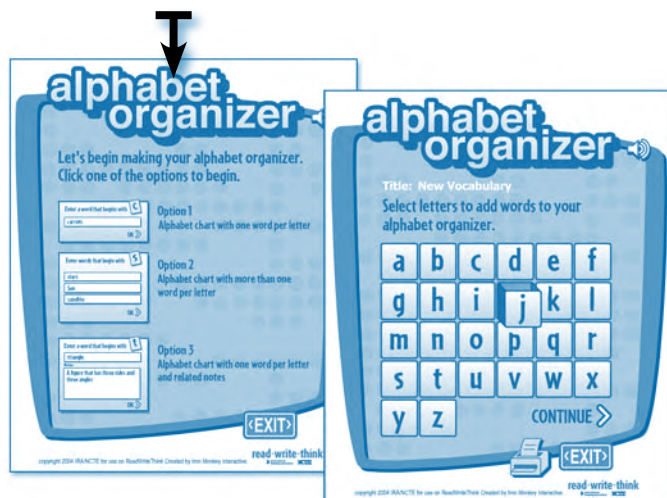 alphabet
organizer
Let's begin making your alphabet organizer.
Click one of the options to begin.
Enter a word that begins with c
carrots
OK
Option 1
Alphabet chart with one word per letter
Enter words that begin with s
stars
Sun
satellite
OK
Option 2
Alphabet chart with more than one
word per letter
Enter a word that begins with t
triangle
Notes
A figure that has three sides and
three angles
OK
Option 3
Alphabet chart with one word per letter
and related notes
EXIT
copyright 2004 IRA/NCTE for use on ReadWriteThink Created by Iron Monkey Interactive.
read·write·think
alphabet
organizer
Title: New Vocabulary
Select letters to add words to your
alphabet organizer.
a b c d e f
g h i j k l
m n o p q r
s t u v w x
y z
CONTINUE
EXIT
copyright 2004 IRA/NCTE for use on ReadWriteThink Created by Iron Monkey Interactive.
read·write·think